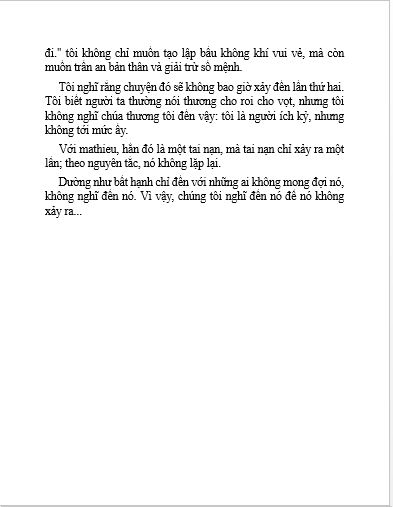 đi." tôi không chỉ muốn tạo lập bầu không khí vui vẻ, mà còn
muốn trấn an bản thân và giải trừ số mệnh.
Tôi nghĩ rằng chuyện đó sẽ không bao giờ xảy đến lần thứ hai.
Tôi biết người ta thường nói thương cho roi cho vọt, nhưng tôi
không nghĩ chúa thương tôi đến vậy: tôi là người ích kỷ, nhưng
không tới mức ấy.
Với mathieu, hẳn đó là một tai nạn, mà tai nạn chỉ xảy ra một
lần; theo nguyên tắc, nó không lặp lại.
Dường như bất hạnh chỉ đến với những ai không mong đợi nó,
không nghĩ đến nó. Vì vậy, chúng tôi nghĩ đến nó để nó không
xảy ra...